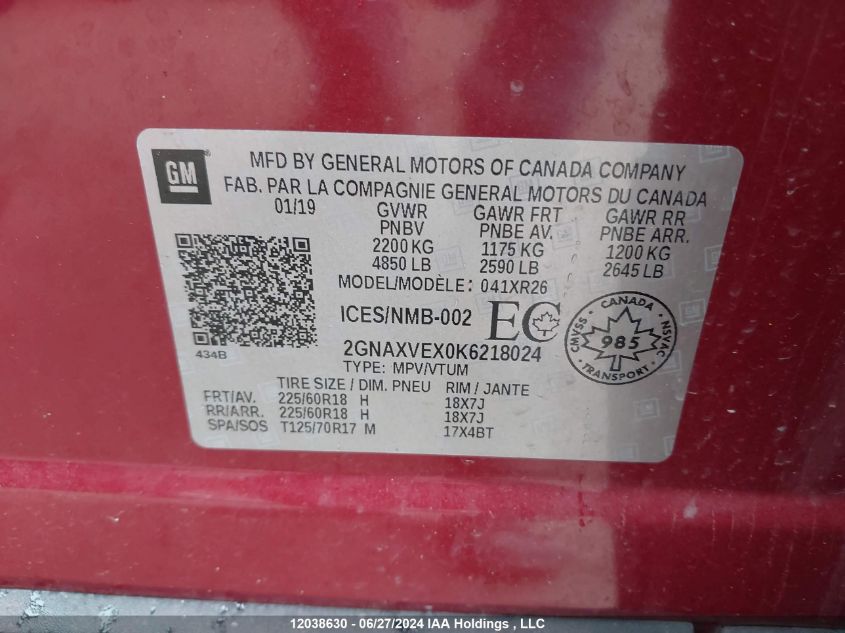 GM
MFD BY GENERAL MOTORS OF CANADA COMPANY
FAB. PAR LA COMPAGNIE GENERAL MOTORS DU CANADA
01/19 GVWR GAWR FRT GAWR RR
PNBV PNBE AV. PNBE ARR.
2200 KG 1175 KG 1200 KG
4850 LB 2590 LB 2645 LB
MODEL/MODÈLE: 041XR26
ICES/NMB-002 EC
434B
2GNAXVEX0K6218024
TYPE: MPV/VTUM
CANADA
CMVSS NSVAC
985
TRANSPORT
TIRE SIZE / DIM. PNEU RIM / JANTE
FRT/AV. 225/60R18 H 18X7J
RR/ARR. 225/60R18 H 18X7J
SPA/SOS T125/70R17 M 17X4BT
12038630 - 06/27/2024 IAA Holdings , LLC